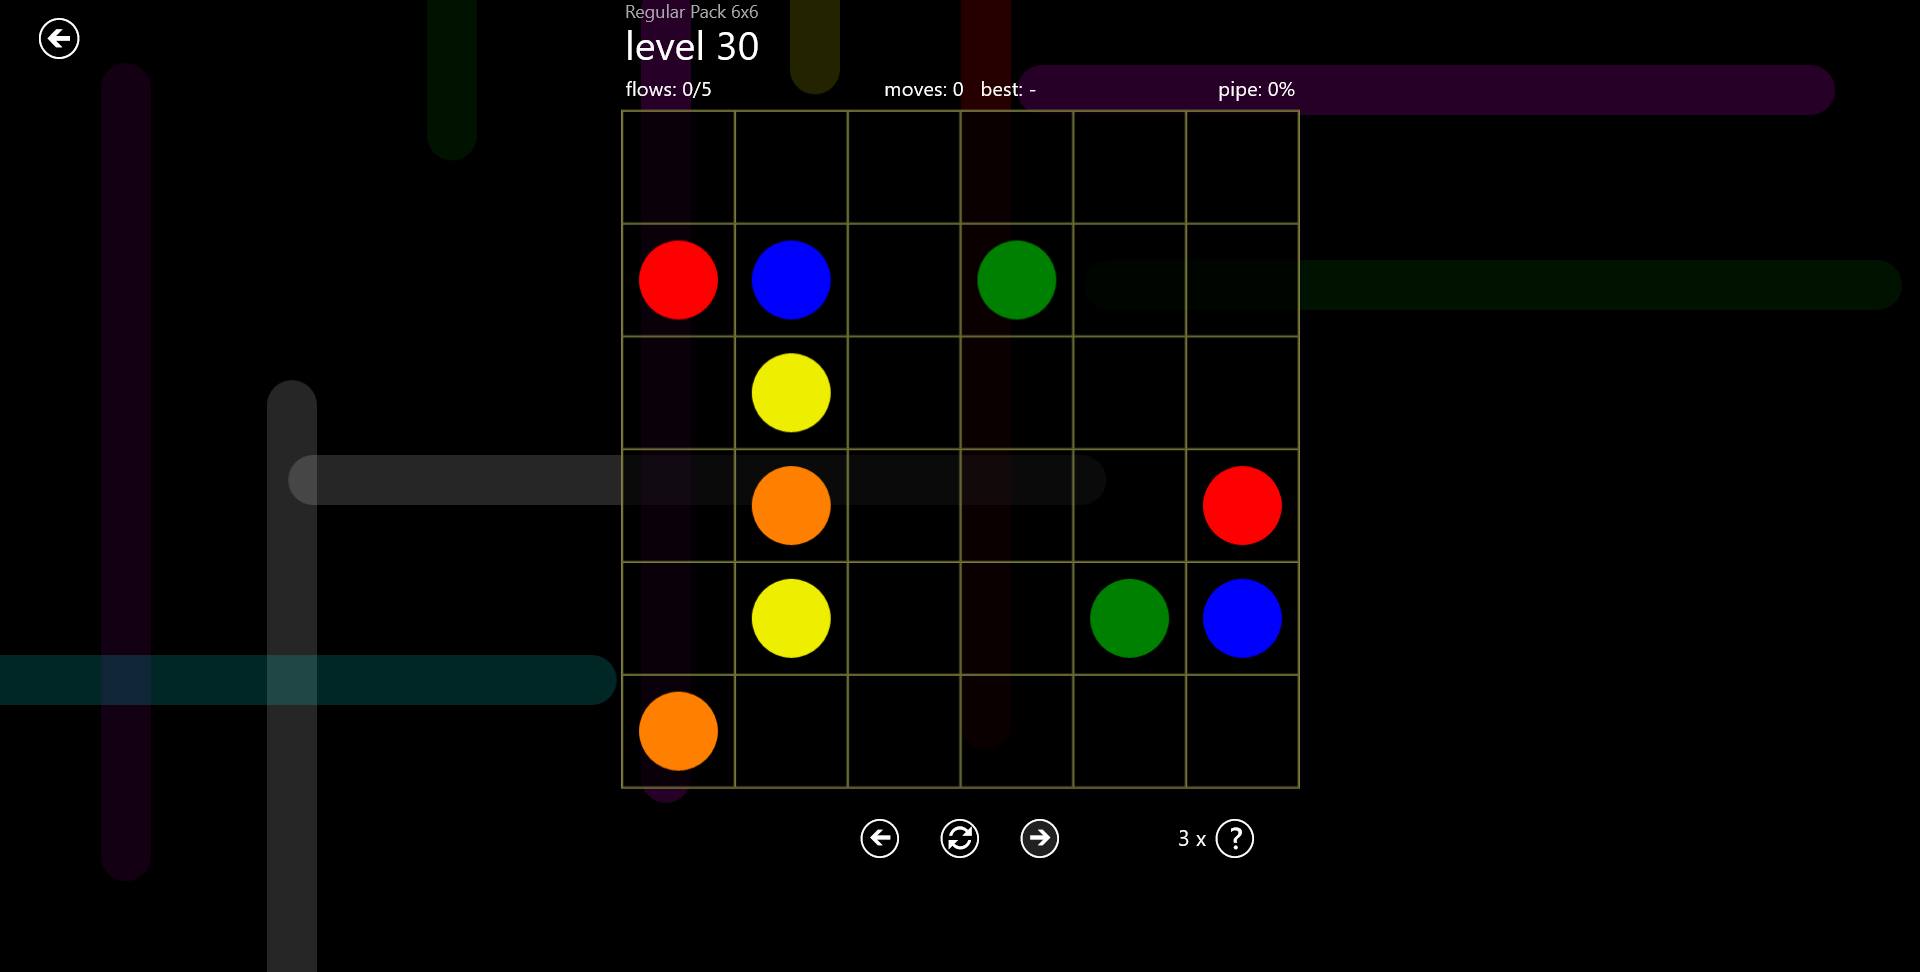 Regular Pack 6x6
level 30
flows: 0/5 moves: 0 best: - pipe: 0%
3 x ?